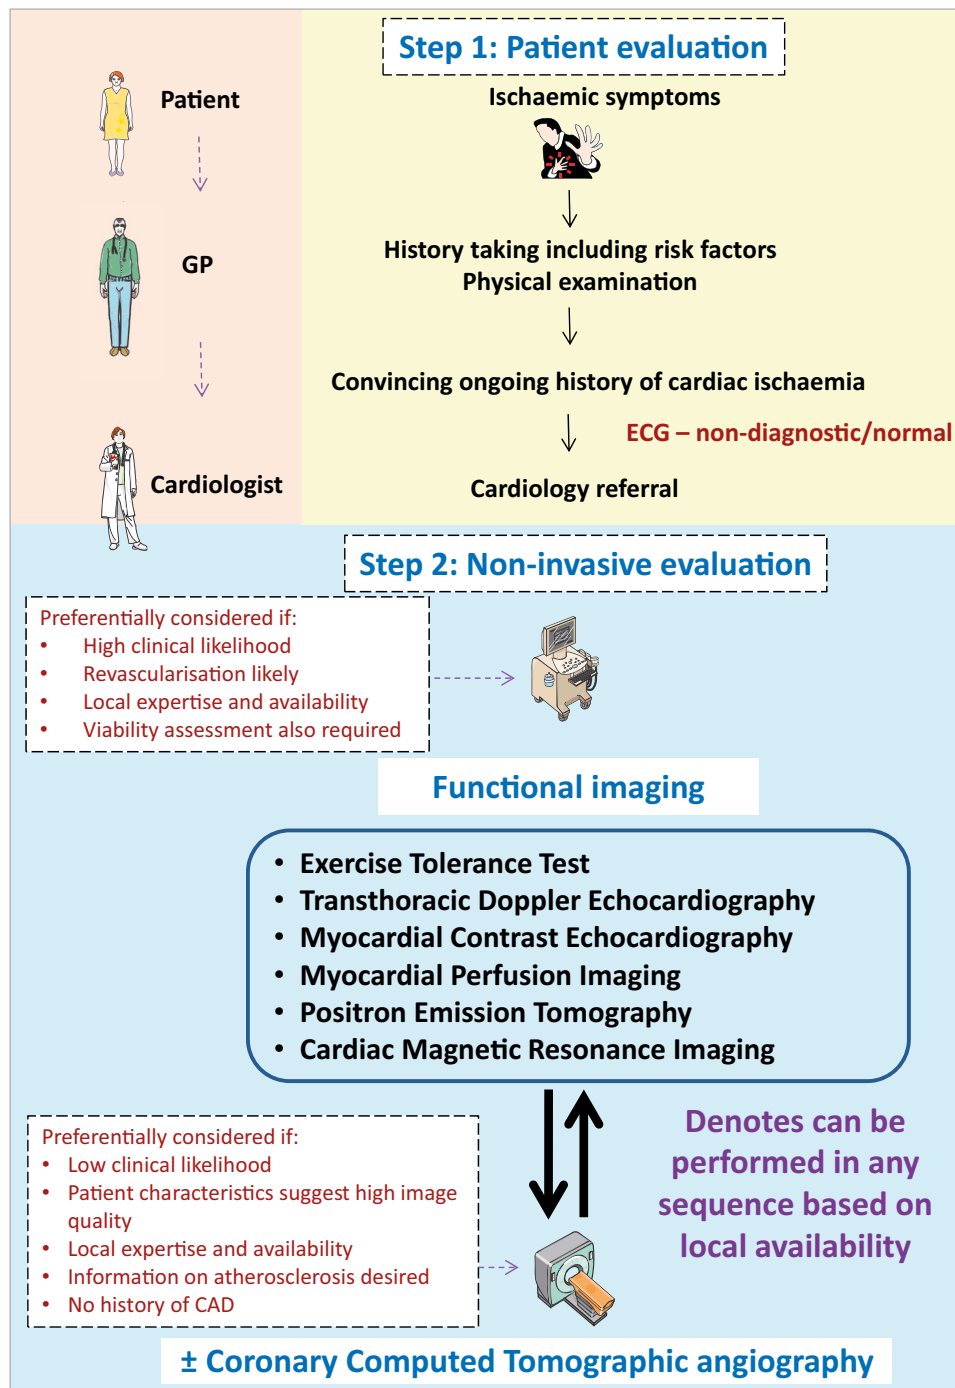 Step 1: Patient evaluation
Patient
Ischaemic symptoms
GP
History taking including risk factors
Physical examination
Convincing ongoing history of cardiac ischaemia
ECG – non-diagnostic/normal
Cardiologist
Cardiology referral
Step 2: Non-invasive evaluation
Preferentially considered if:
• High clinical likelihood
• Revascularisation likely
• Local expertise and availability
• Viability assessment also required
Functional imaging
• Exercise Tolerance Test
• Transthoracic Doppler Echocardiography
• Myocardial Contrast Echocardiography
• Myocardial Perfusion Imaging
• Positron Emission Tomography
• Cardiac Magnetic Resonance Imaging
Denotes can be
performed in any
sequence based on
local availability
Preferentially considered if:
• Low clinical likelihood
• Patient characteristics suggest high image
quality
• Local expertise and availability
• Information on atherosclerosis desired
• No history of CAD
± Coronary Computed Tomographic angiography